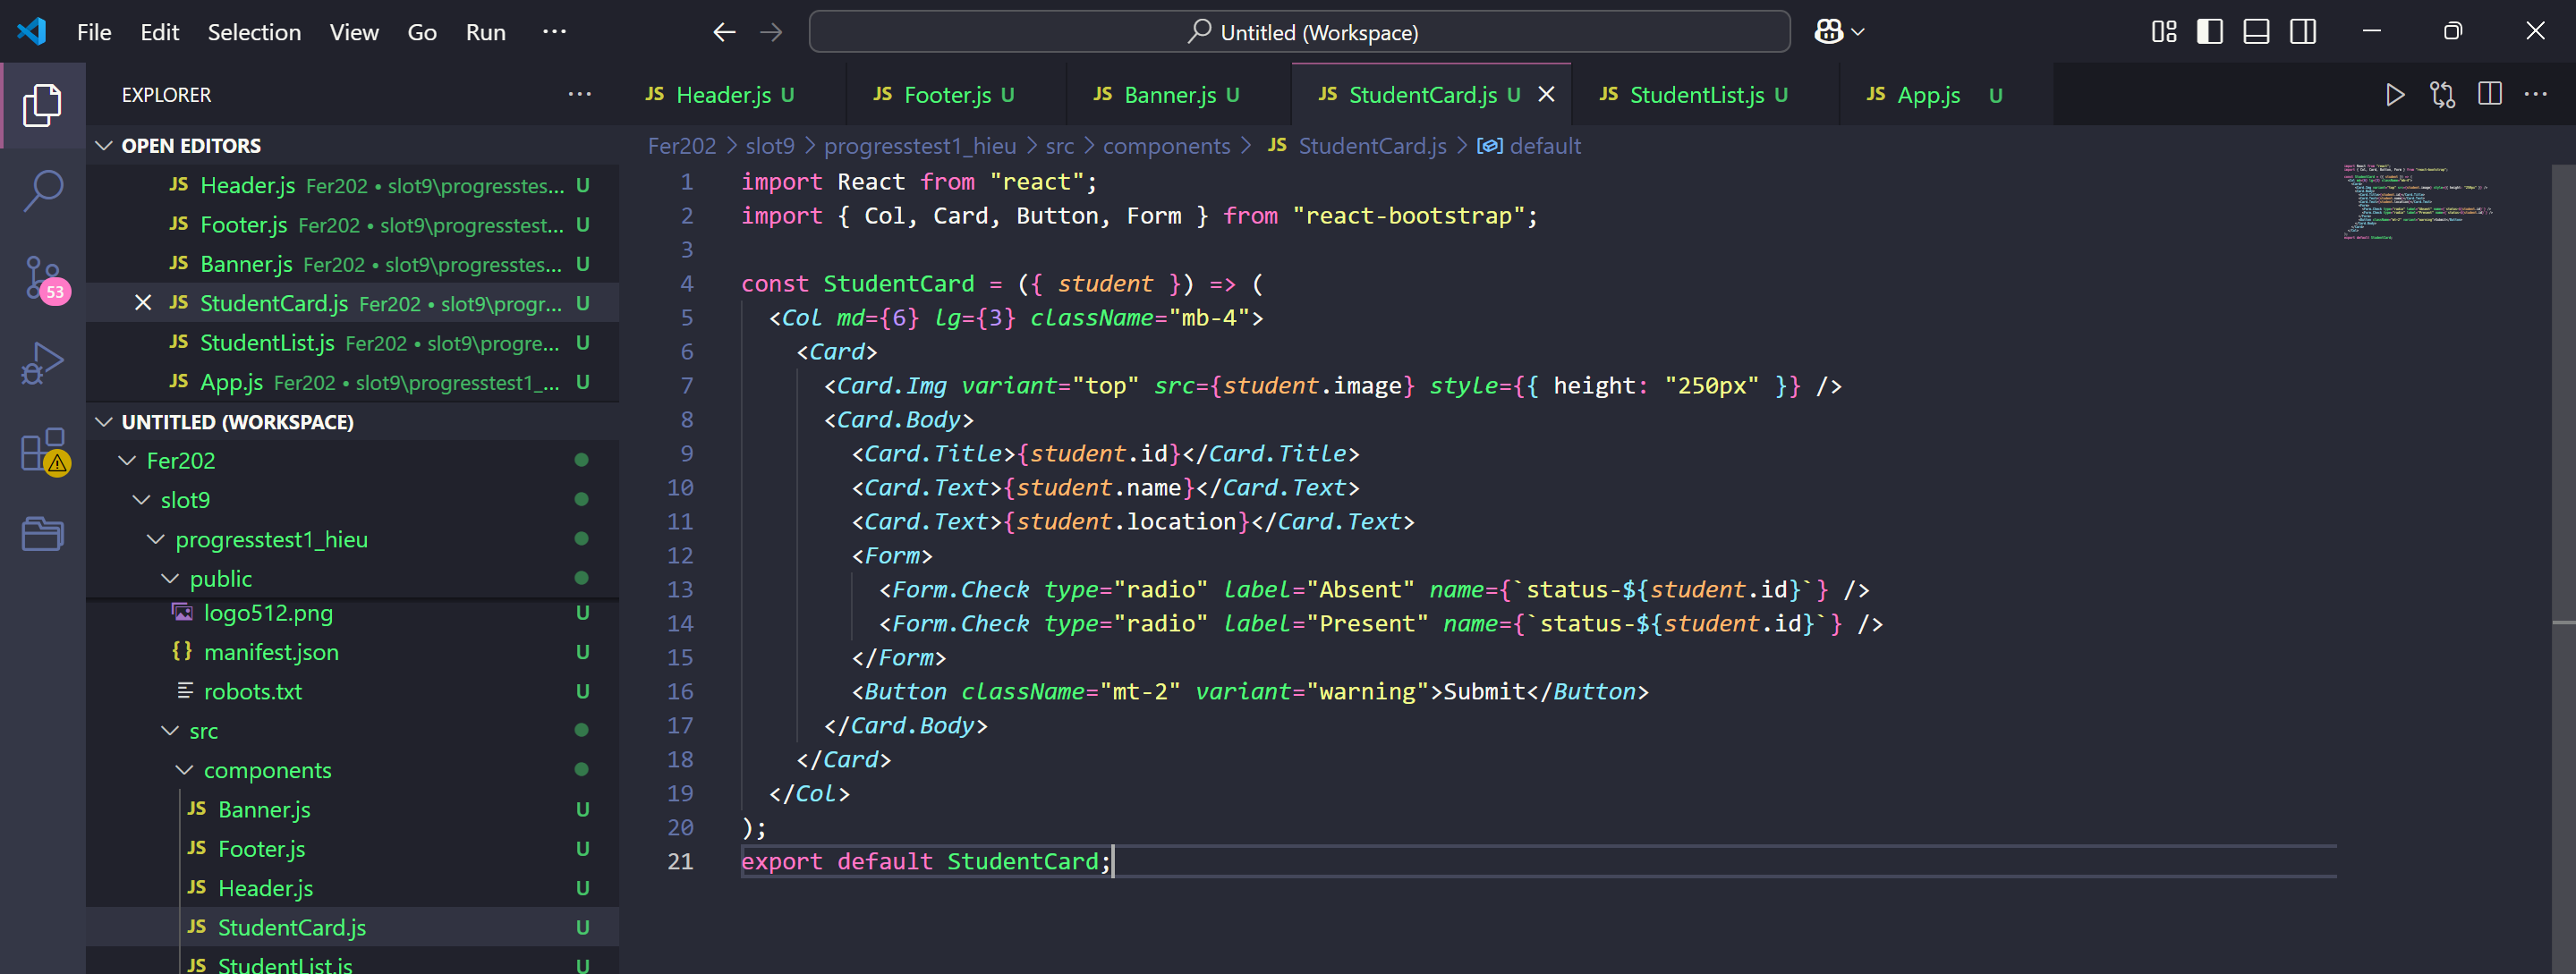 File Edit Selection View Go Run ··· Untitled (Workspace)
EXPLORER ···
OPEN EDITORS
JS Header.js Fer202 • slot9\progresstes... U
JS Footer.js Fer202 • slot9\progresstest... U
JS Banner.js Fer202 • slot9\progresstes... U
JS StudentCard.js Fer202 • slot9\progr... U
JS StudentList.js Fer202 • slot9\progre... U
JS App.js Fer202 • slot9\progresstest1_... U
UNTITLED (WORKSPACE)
Fer202
slot9
progresstest1_hieu
public
logo512.png U
{} manifest.json U
robots.txt U
src
components
JS Banner.js U
JS Footer.js U
JS Header.js U
JS StudentCard.js U
JS StudentList.js U
53
JS Header.js U JS Footer.js U JS Banner.js U JS StudentCard.js U JS StudentList.js U JS App.js U
Fer202 > slot9 > progresstest1_hieu > src > components > JS StudentCard.js > default
1 import React from "react";
2 import { Col, Card, Button, Form } from "react-bootstrap";
3
4 const StudentCard = ({ student }) => (
5 <Col md={6} lg={3} className="mb-4">
6 <Card>
7 <Card.Img variant="top" src={student.image} style={{ height: "250px" }} />
8 <Card.Body>
9 <Card.Title>{student.id}</Card.Title>
10 <Card.Text>{student.name}</Card.Text>
11 <Card.Text>{student.location}</Card.Text>
12 <Form>
13 <Form.Check type="radio" label="Absent" name={`status-${student.id}`} />
14 <Form.Check type="radio" label="Present" name={`status-${student.id}`} />
15 </Form>
16 <Button className="mt-2" variant="warning">Submit</Button>
17 </Card.Body>
18 </Card>
19 </Col>
20 );
21 export default StudentCard;